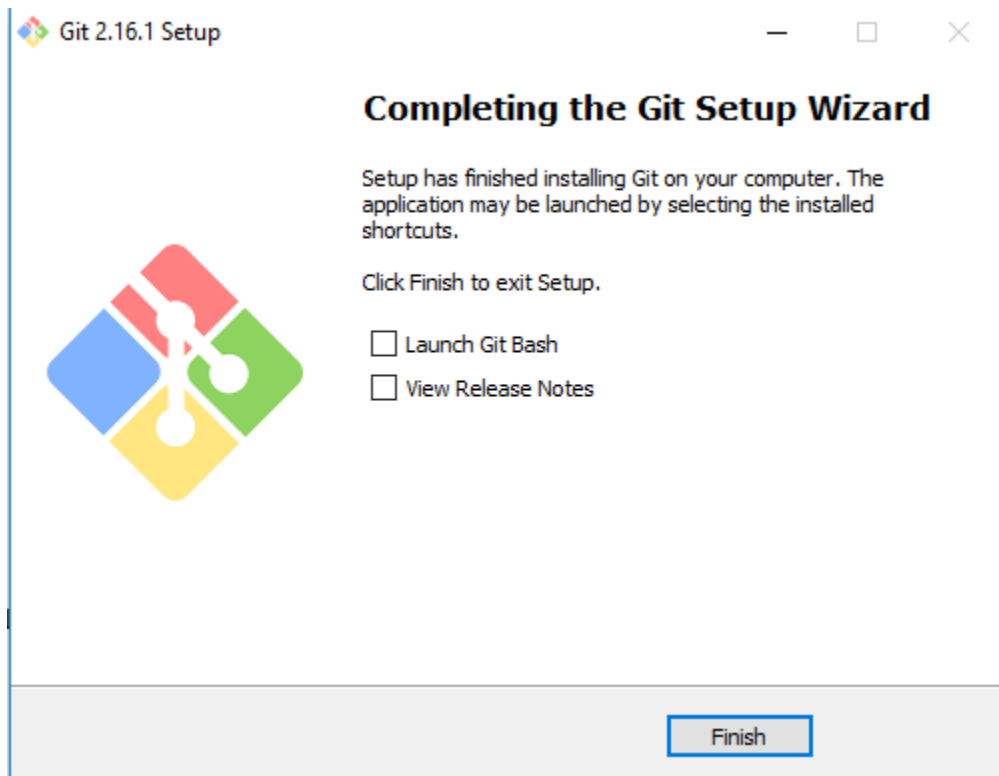 Git 2.16.1 Setup
Completing the Git Setup Wizard
Setup has finished installing Git on your computer. The
application may be launched by selecting the installed
shortcuts.
Click Finish to exit Setup.
Launch Git Bash
View Release Notes
Finish